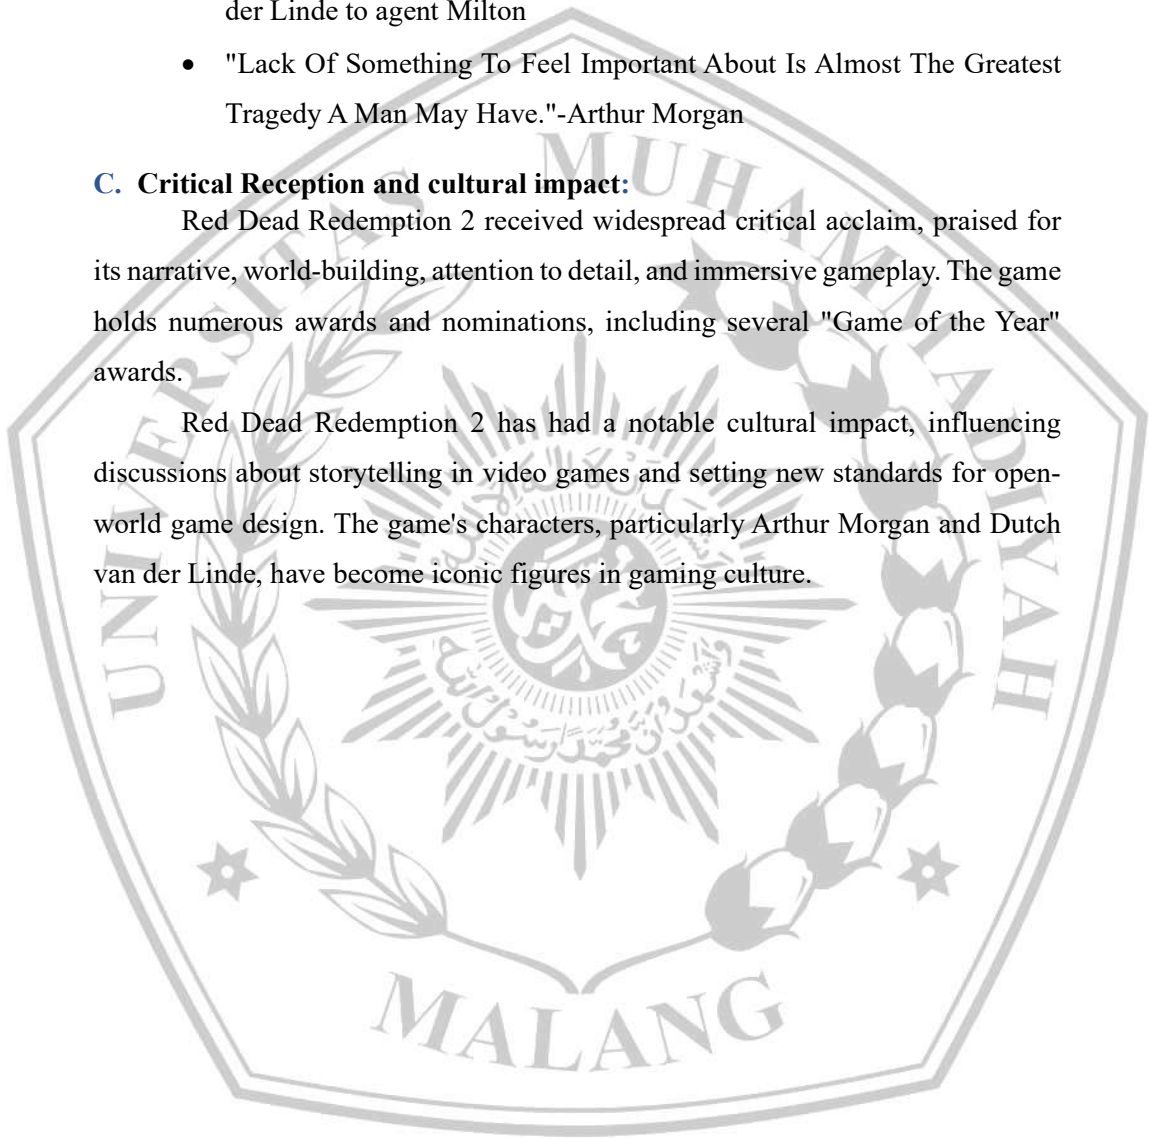 der Linde to agent Milton
• "Lack Of Something To Feel Important About Is Almost The Greatest
Tragedy A Man May Have."-Arthur Morgan
C. Critical Reception and cultural impact:
Red Dead Redemption 2 received widespread critical acclaim, praised for
its narrative, world-building, attention to detail, and immersive gameplay. The game
holds numerous awards and nominations, including several "Game of the Year"
awards.
Red Dead Redemption 2 has had a notable cultural impact, influencing
discussions about storytelling in video games and setting new standards for open-
world game design. The game's characters, particularly Arthur Morgan and Dutch
van der Linde, have become iconic figures in gaming culture.
UNIVERSITAS MUHAMMADIYAH
MALANG